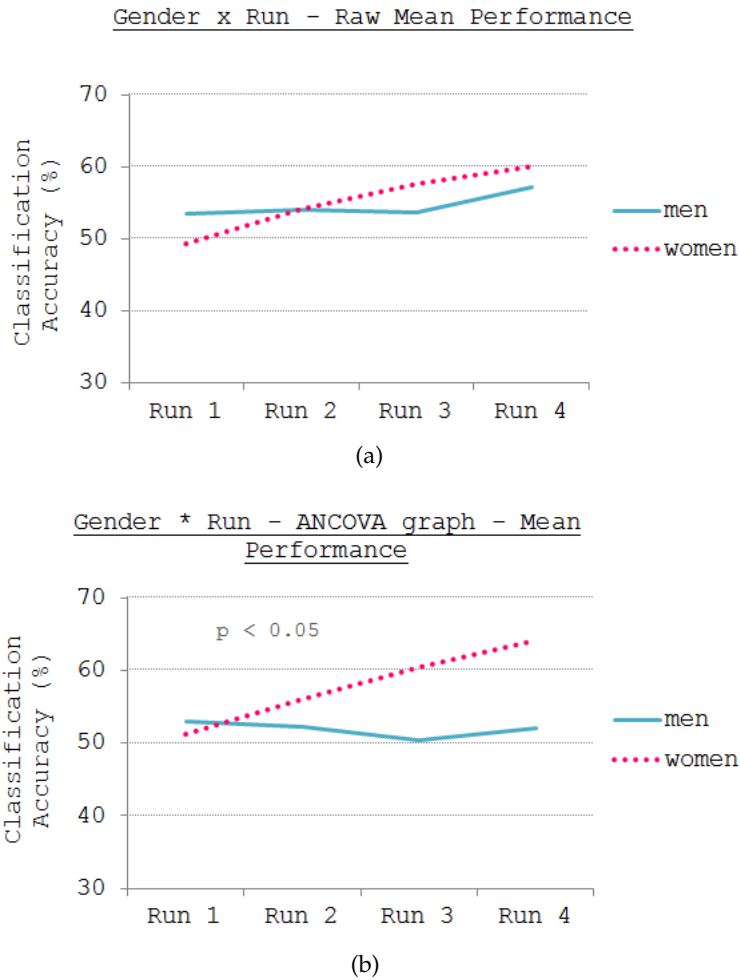 Gender x Run – Raw Mean Performance
Classification
Accuracy (%)
70
60
50
40
30
Run 1 Run 2 Run 3 Run 4
men
women
(a)
Gender * Run – ANCOVA graph – Mean
Performance
Classification
Accuracy (%)
70
60
50
40
30
p < 0.05
Run 1 Run 2 Run 3 Run 4
men
women
(b)